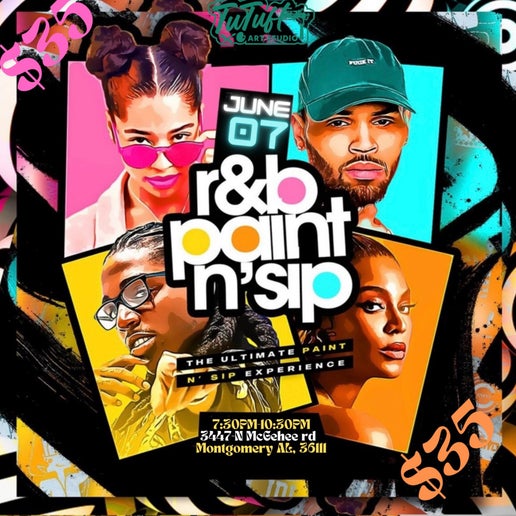 $35
TuTuft
ART STUDIO
JUNE
07
r&b
paint
n'sip
THE ULTIMATE PAINT
N' SIP EXPERIENCE
7:30PM-10:30PM
3447 N McGehee rd
Montgomery AL, 36111
$35